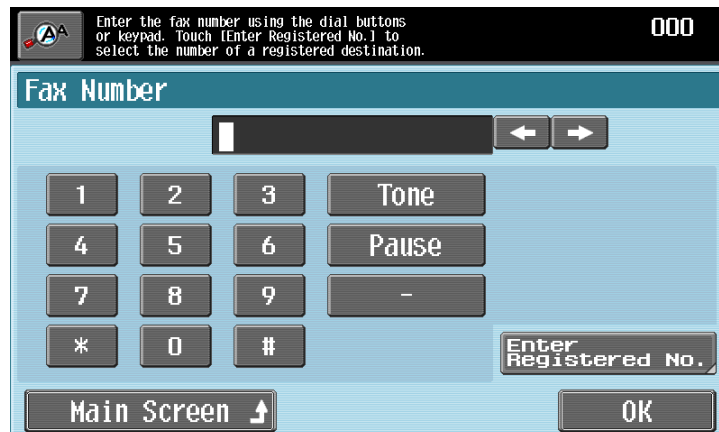 Enter the fax number using the dial buttons
or keypad. Touch [Enter Registered No.] to
select the number of a registered destination.
000
AA
Fax Number
1 2 3 Tone
4 5 6 Pause
7 8 9 -
* 0 #
Enter
Registered No.
Main Screen
OK